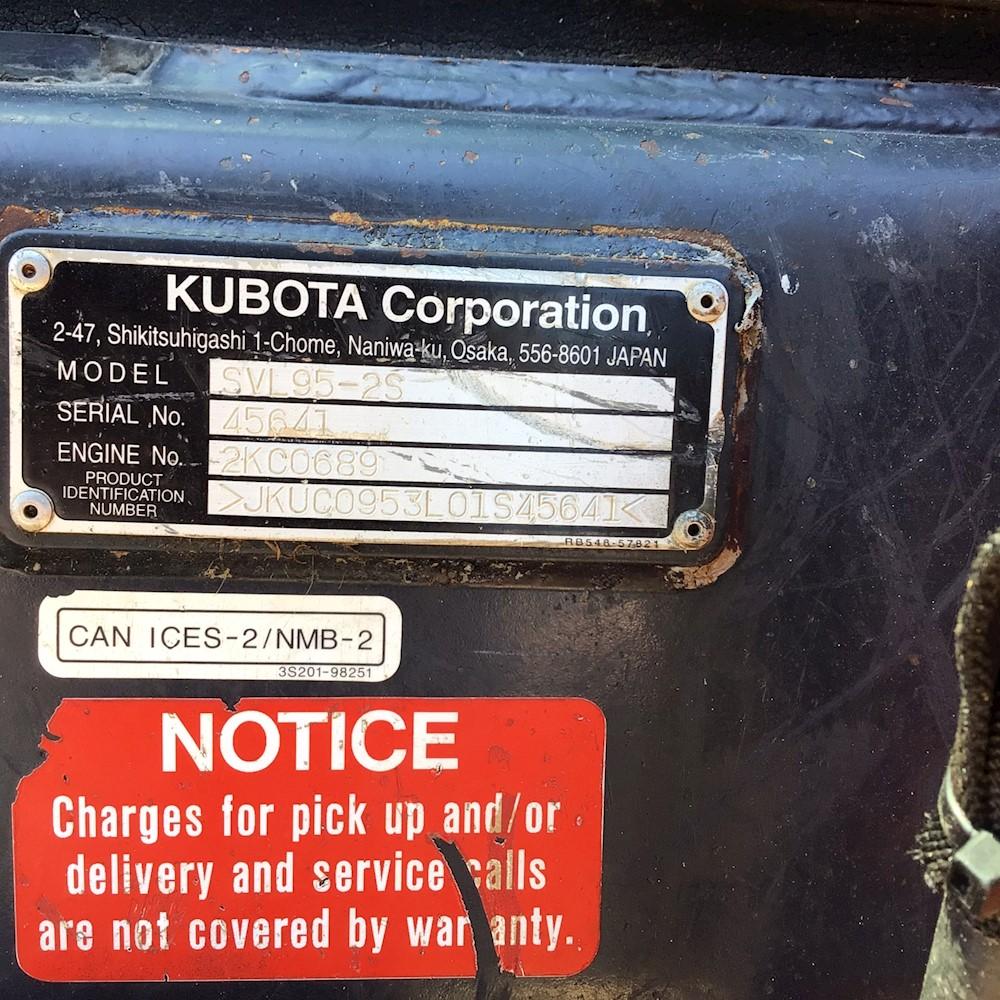 KUBOTA Corporation
2-47, Shikitsuhigashi 1-Chome, Naniwa-ku, Osaka, 556-8601 JAPAN
MODEL SVL95-2S
SERIAL No. 45641
ENGINE No. 2KC0689
PRODUCT IDENTIFICATION NUMBER >JKUC0953L01S45641<
RB548-57821
CAN ICES-2/NMB-2
3S201-98251
NOTICE
Charges for pick up and/or
delivery and service calls
are not covered by warranty.